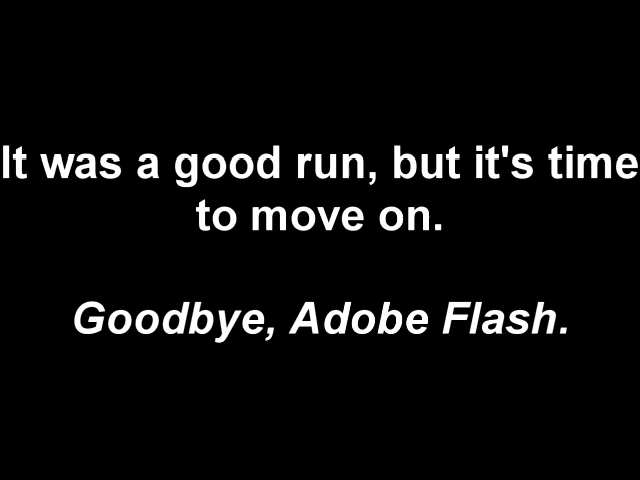 It was a good run, but it's time
to move on.
Goodbye, Adobe Flash.